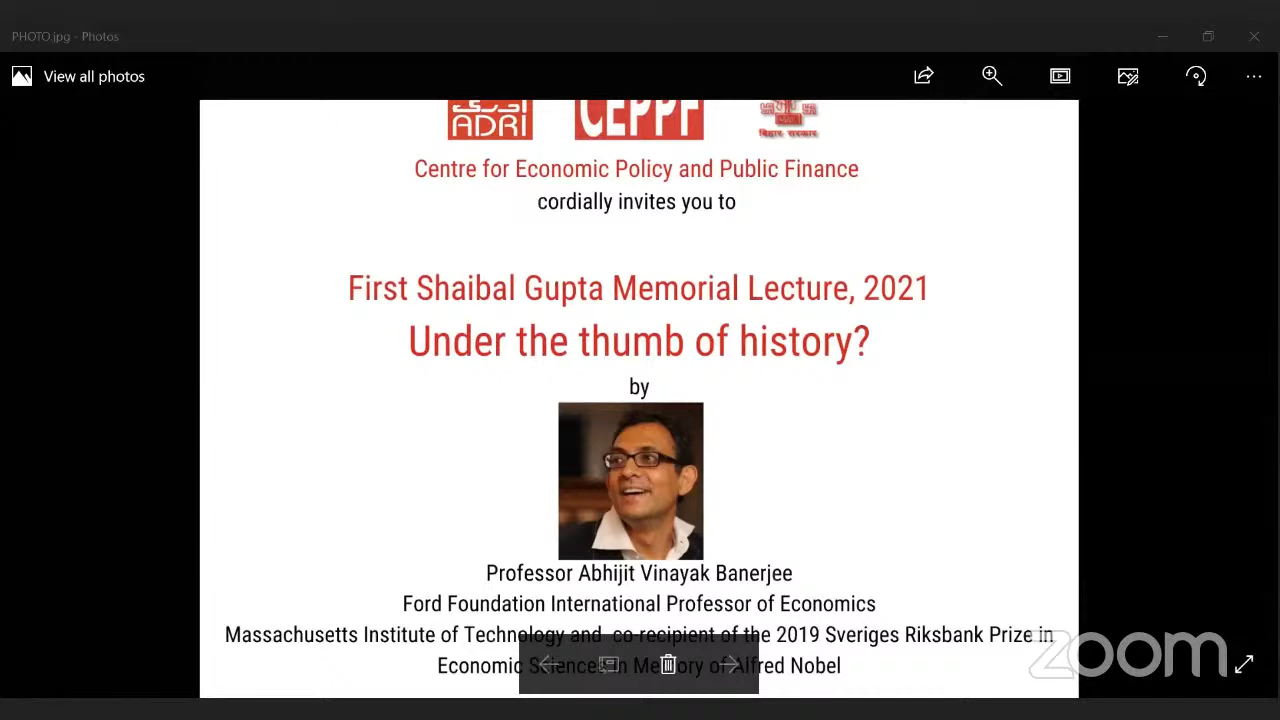 PHOTO.jpg - Photos
View all photos
ADRI
CEPPF
बिहार सरकार
Centre for Economic Policy and Public Finance
cordially invites you to
First Shaibal Gupta Memorial Lecture, 2021
Under the thumb of history?
by
Professor Abhijit Vinayak Banerjee
Ford Foundation International Professor of Economics
Massachusetts Institute of Technology and co-recipient of the 2019 Sveriges Riksbank Prize in
Economic Sciences in Memory of Alfred Nobel
zoom